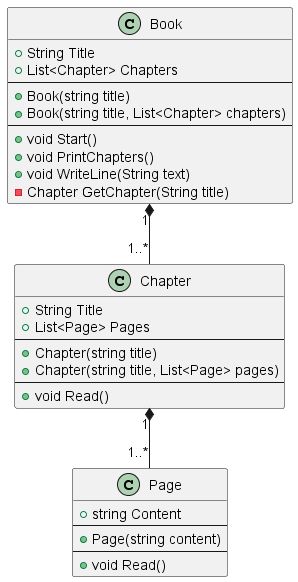 C Book
String Title
List<Chapter> Chapters
Book(string title)
Book(string title, List<Chapter> chapters)
void Start()
void PrintChapters()
void WriteLine(String text)
Chapter GetChapter(String title)
1
1..*
C Chapter
String Title
List<Page> Pages
Chapter(string title)
Chapter(string title, List<Page> pages)
void Read()
1
1..*
C Page
string Content
Page(string content)
void Read()